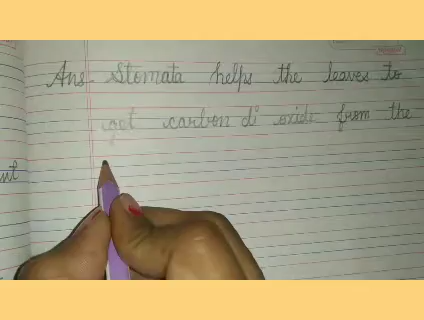 Ans- Stomata helps the leaves to
get carbon di oxide from the